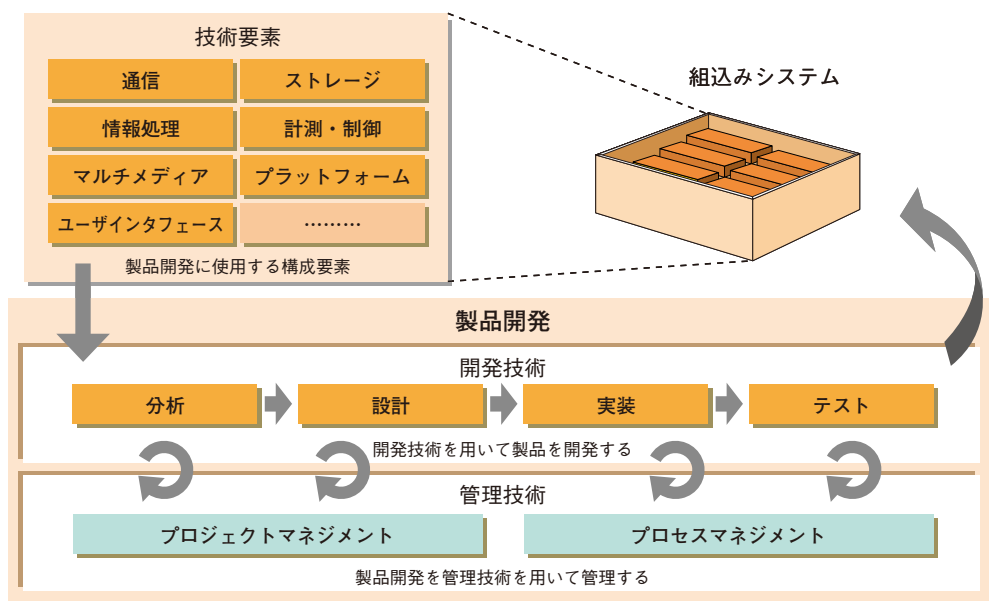 技術要素
通信
ストレージ
情報処理
計測・制御
マルチメディア
プラットフォーム
ユーザインタフェース
………
製品開発に使用する構成要素
組込みシステム
製品開発
開発技術
分析
設計
実装
テスト
開発技術を用いて製品を開発する
管理技術
プロジェクトマネジメント
プロセスマネジメント
製品開発を管理技術を用いて管理する